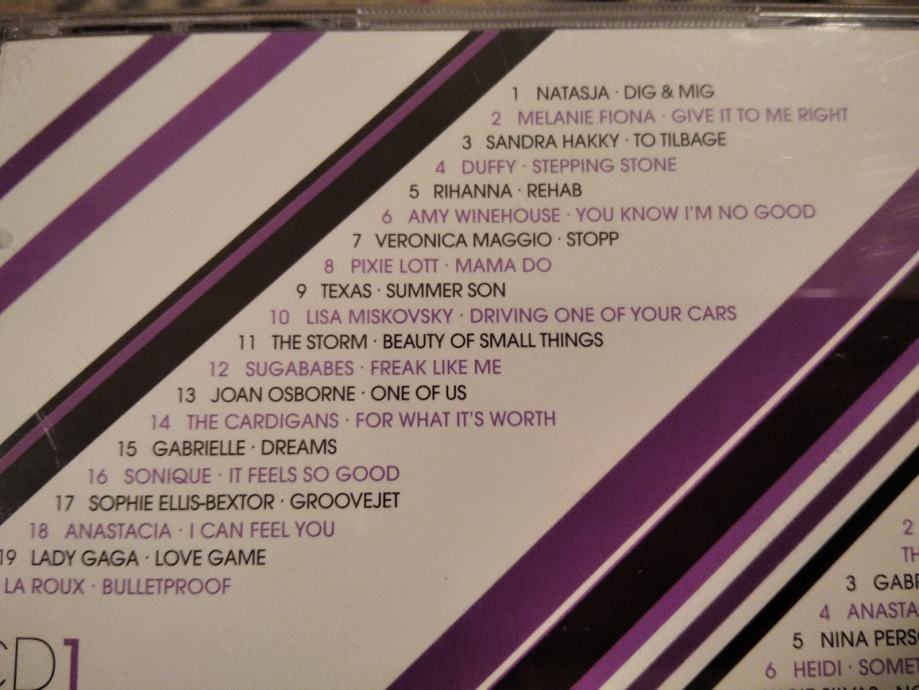 1 NATASJA · DIG & MIG
2 MELANIE FIONA · GIVE IT TO ME RIGHT
3 SANDRA HAKKY · TO TILBAGE
4 DUFFY · STEPPING STONE
5 RIHANNA · REHAB
6 AMY WINEHOUSE · YOU KNOW I'M NO GOOD
7 VERONICA MAGGIO · STOPP
8 PIXIE LOTT · MAMA DO
9 TEXAS · SUMMER SON
10 LISA MISKOVSKY · DRIVING ONE OF YOUR CARS
11 THE STORM · BEAUTY OF SMALL THINGS
12 SUGABABES · FREAK LIKE ME
13 JOAN OSBORNE · ONE OF US
14 THE CARDIGANS · FOR WHAT IT'S WORTH
15 GABRIELLE · DREAMS
16 SONIQUE · IT FEELS SO GOOD
17 SOPHIE ELLIS-BEXTOR · GROOVEJET
18 ANASTACIA · I CAN FEEL YOU
19 LADY GAGA · LOVE GAME
LA ROUX · BULLETPROOF
CD1
2
TH
3 GABR
4 ANASTA
5 NINA PERS
6 HEIDI · SOMET